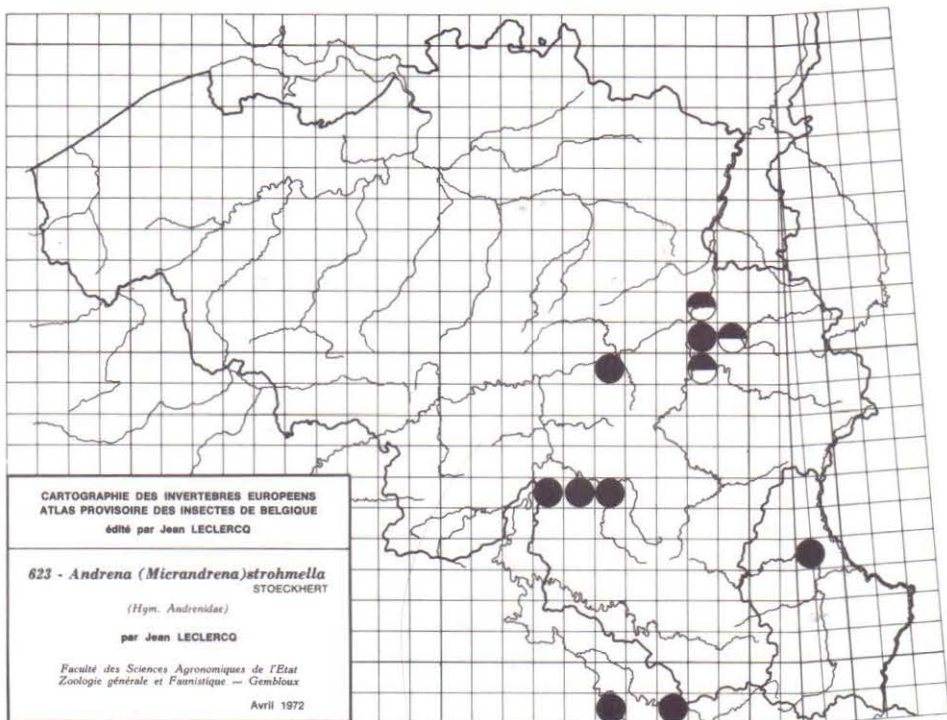 CARTOGRAPHIE DES INVERTEBRES EUROPEENS
ATLAS PROVISOIRE DES INSECTES DE BELGIQUE
édité par Jean LECLERCQ
623 - Andrena (Micrandrena)strohmella
STOECKHERT
(Hym. Andrenidae)
par Jean LECLERCQ
Faculté des Sciences Agronomiques de l'Etat
Zoologie générale et Faunistique — Gembloux
Avril 1972